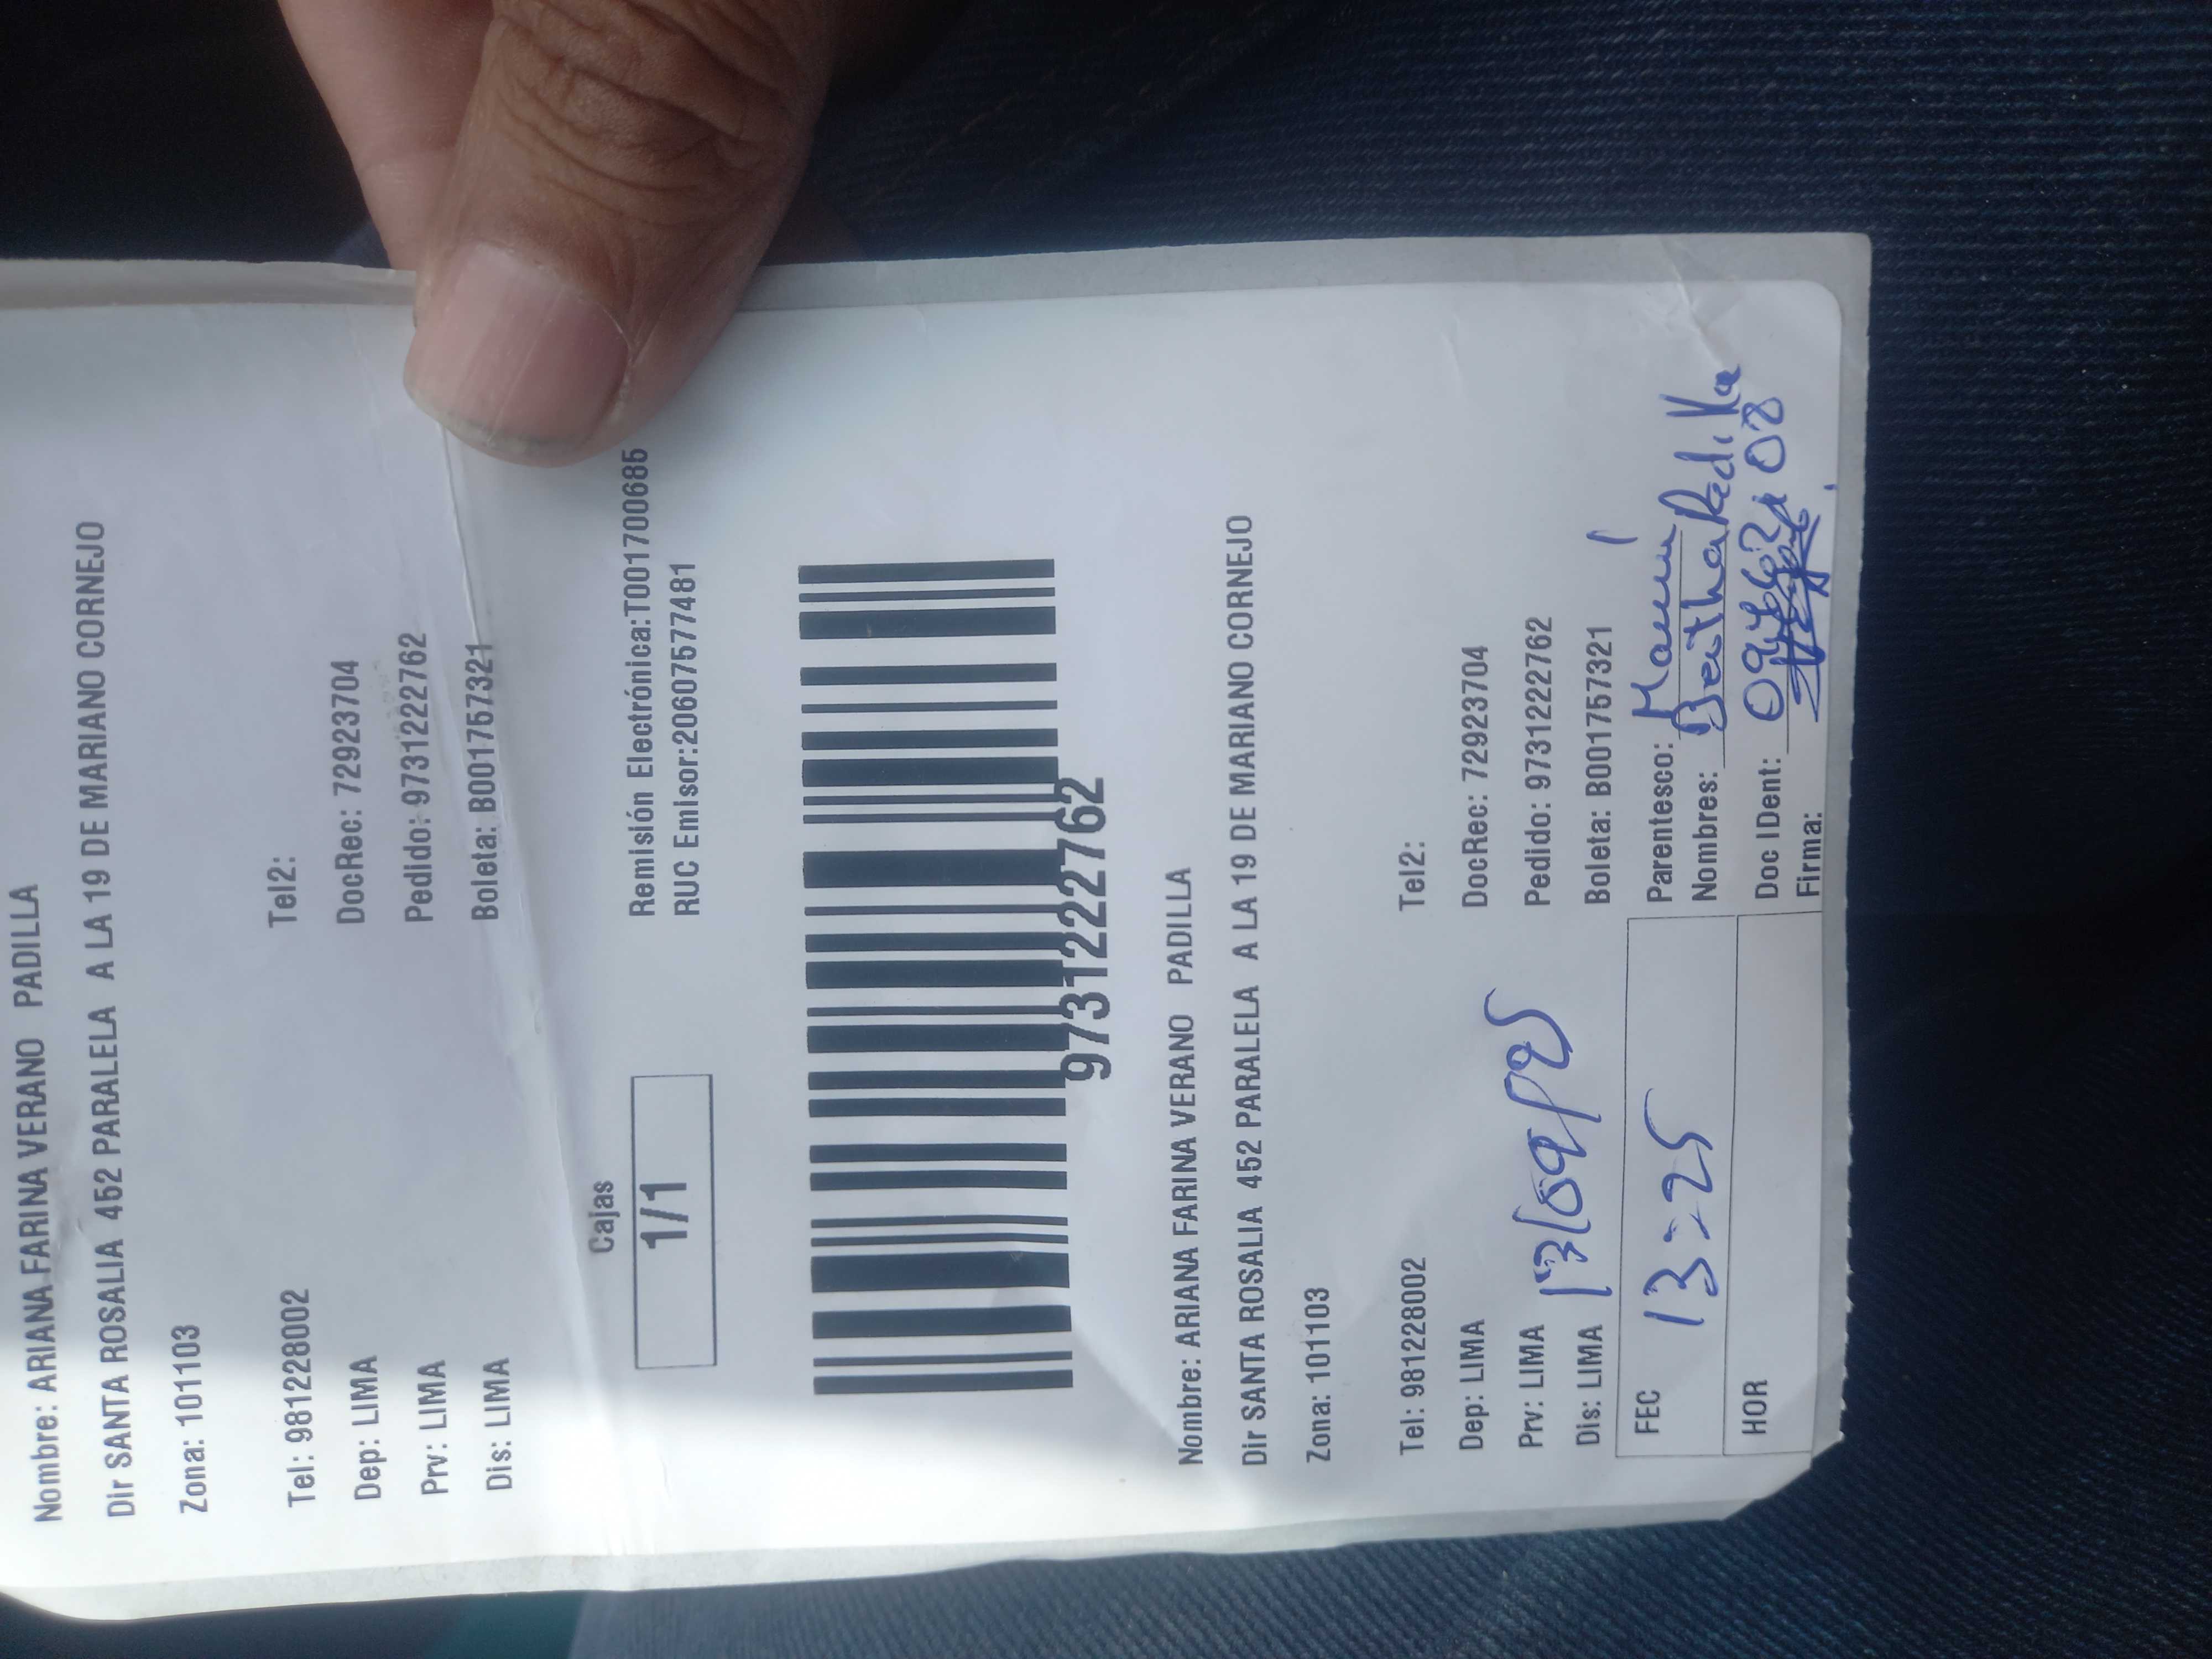 Nombre: ARIANA FARINA VERANO PADILLA
Dir SANTA ROSALIA 452 PARALELA A LA 19 DE MARIANO CORNEJO
Zona: 101103
Tel: 981228002 Tel2:
Dep: LIMA DocRec: 72923704
Prv: LIMA Pedido: 9731222762
Dis: LIMA Boleta: B001757321
Cajas
1/1
Remisión Electrónica:T001700685
RUC Emisor:20607577481
9731222762
Nombre: ARIANA FARINA VERANO PADILLA
Dir SANTA ROSALIA 452 PARALELA A LA 19 DE MARIANO CORNEJO
Zona: 101103
Tel: 981228002 Tel2:
Dep: LIMA DocRec: 72923704
Prv: LIMA Pedido: 9731222762
13/09/25
Dis: LIMA Boleta: B001757321
FEC 13:25 Parentesco: Mamá
Nombres: Bertha Padilla
HOR Doc IDent:
Firma: